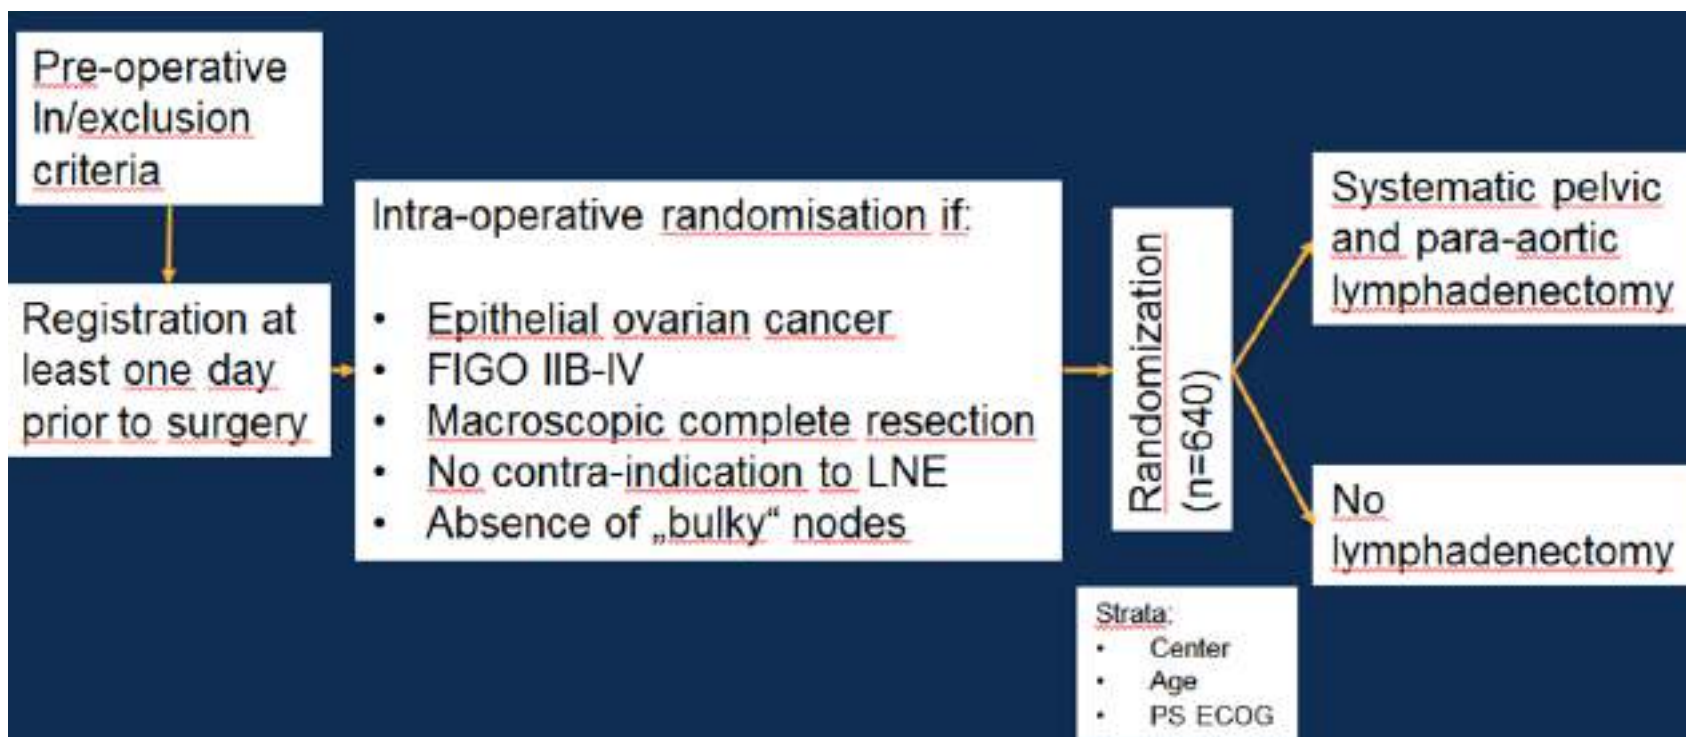 Pre-operative
In/exclusion
criteria
Registration at
least one day
prior to surgery
Intra-operative randomisation if:
• Epithelial ovarian cancer
• FIGO IIB-IV
• Macroscopic complete resection
• No contra-indication to LNE
• Absence of „bulky“ nodes
Randomization
(n=640)
Systematic pelvic
and para-aortic
lymphadenectomy
No
lymphadenectomy
Strata:
• Center
• Age
• PS ECOG